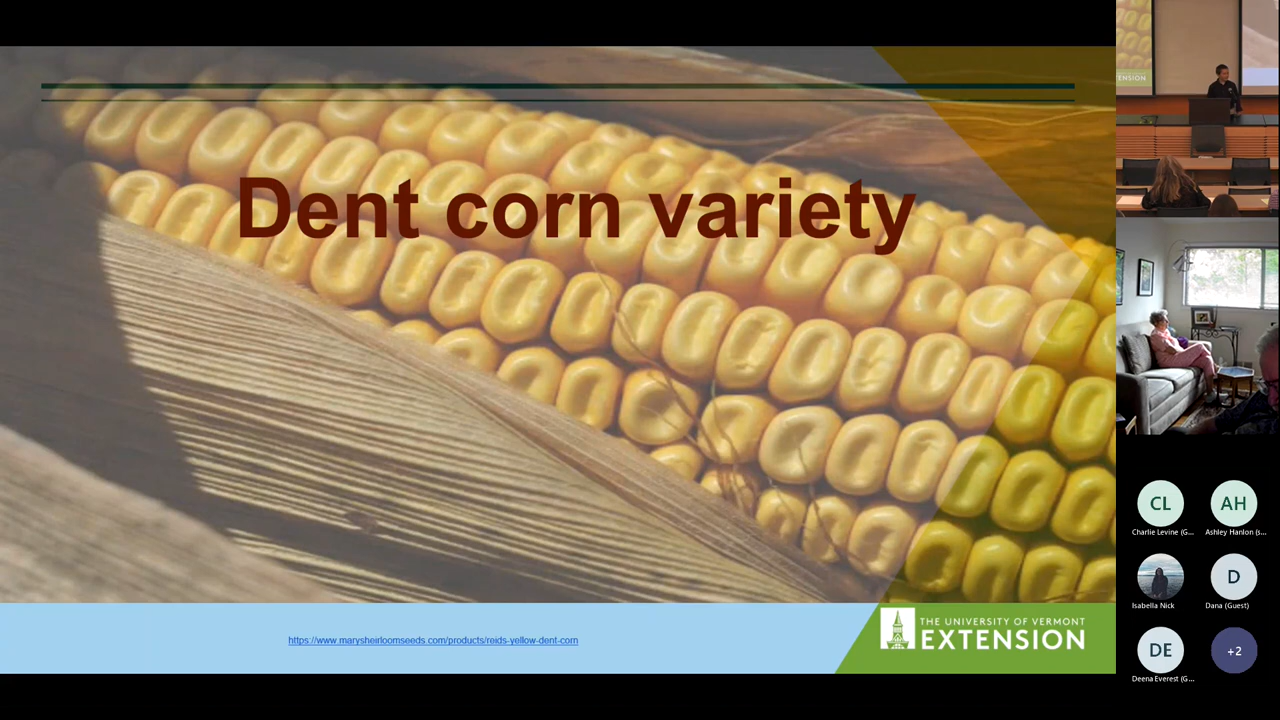 Dent corn variety
https://www.marysheirloomseeds.com/products/reids-yellow-dent-corn
THE UNIVERSITY OF VERMONT
EXTENSION
TENSION
CL
AH
Charlie Levine (G...
Ashley Hanlon (s...
D
Isabella Nick
Dana (Guest)
DE
+2
Deena Everest (G...